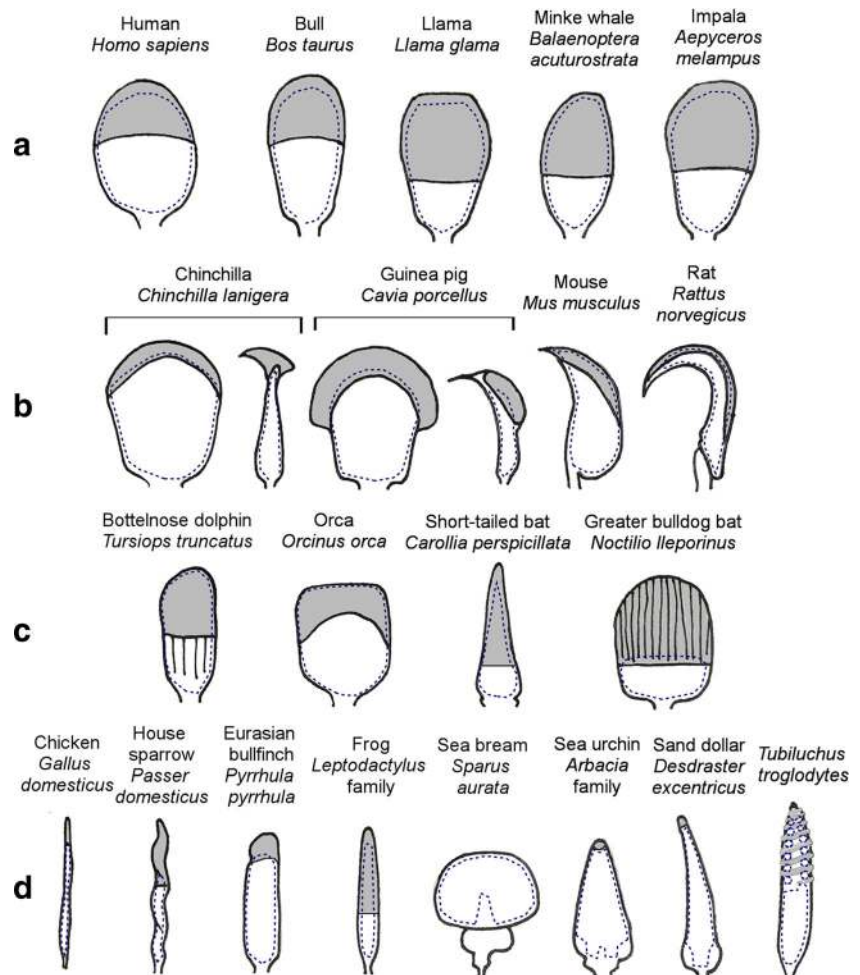 Human
Homo sapiens
Bull
Bos taurus
Llama
Llama glama
Minke whale
Balaenoptera
acuturostrata
Impala
Aepyceros
melampus
a
Chinchilla
Chinchilla lanigera
Guinea pig
Cavia porcellus
Mouse
Mus musculus
Rat
Rattus
norvegicus
b
Bottelnose dolphin
Tursiops truncatus
Orca
Orcinus orca
Short-tailed bat
Carollia perspicillata
Greater bulldog bat
Noctilio lleporinus
c
Chicken
Gallus
domesticus
House
sparrow
Passer
domesticus
Eurasian
bullfinch
Pyrrhula
pyrrhula
Frog
Leptodactylus
family
Sea bream
Sparus
aurata
Sea urchin
Arbacia
family
Sand dollar
Desdraster
excentricus
Tubiluchus
troglodytes
d